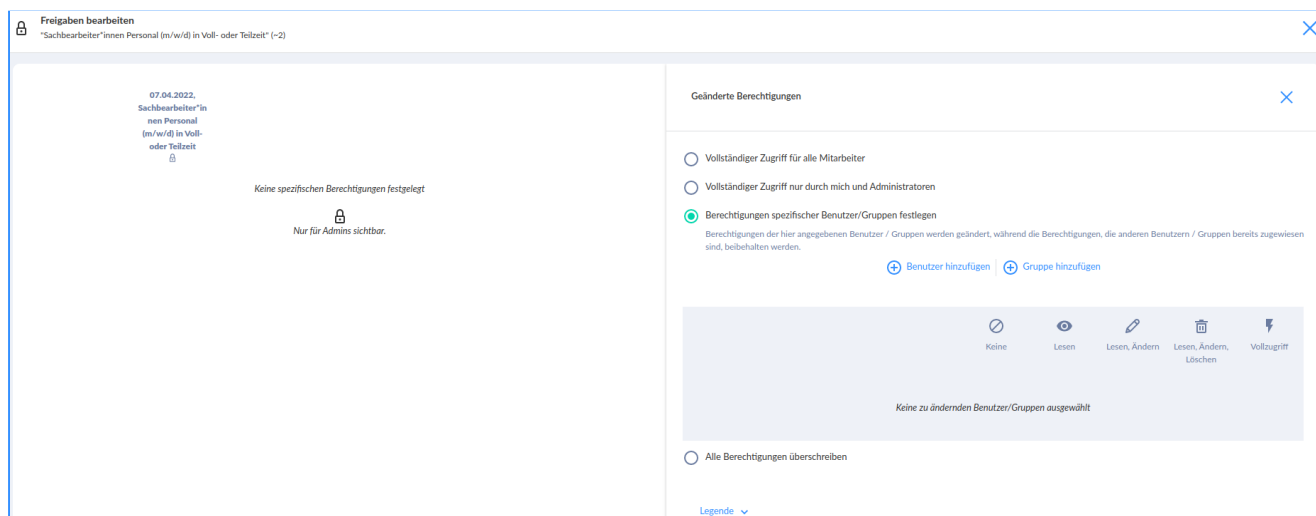 Freigaben bearbeiten
"Sachbearbeiter*innen Personal (m/w/d) in Voll- oder Teilzeit" (~2)
07.04.2022,
Sachbearbeiter*in
nen Personal
(m/w/d) in Voll-
oder Teilzeit
Keine spezifischen Berechtigungen festgelegt
Nur für Admins sichtbar.
Geänderte Berechtigungen
Vollständiger Zugriff für alle Mitarbeiter
Vollständiger Zugriff nur durch mich und Administratoren
Berechtigungen spezifischer Benutzer/Gruppen festlegen
Berechtigungen der hier angegebenen Benutzer / Gruppen werden geändert, während die Berechtigungen, die anderen Benutzern / Gruppen bereits zugewiesen
sind, beibehalten werden.
Benutzer hinzufügen Gruppe hinzufügen
Keine Lesen Lesen, Ändern Lesen, Ändern, Vollzugriff
Löschen
Keine zu ändernden Benutzer/Gruppen ausgewählt
Alle Berechtigungen überschreiben
Legende